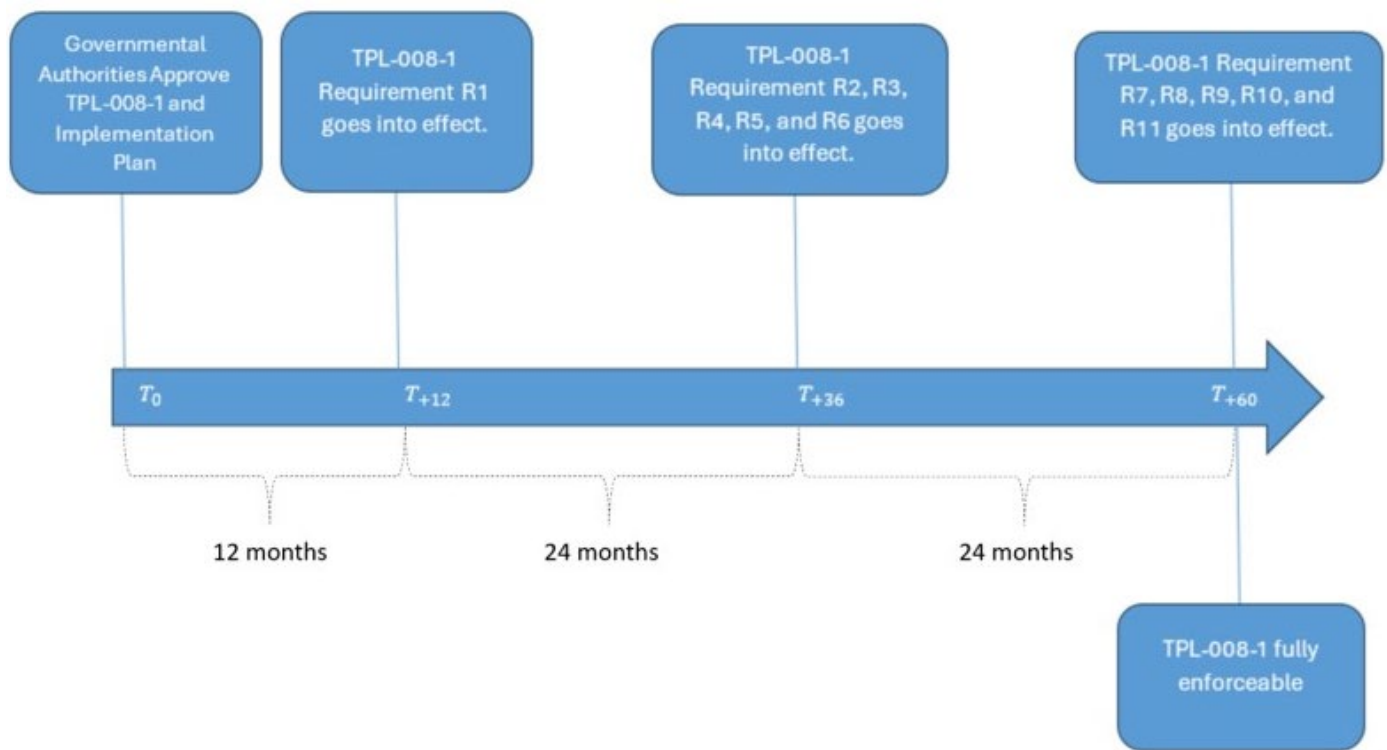 Governmental
Authorities Approve
TPL-008-1 and
Implementation
Plan
TPL-008-1
Requirement R1
goes into effect.
TPL-008-1
Requirement R2, R3,
R4, R5, and R6 goes
into effect.
TPL-008-1 Requirement
R7, R8, R9, R10, and
R11 goes into effect.
T₀
T₊₁₂
T₊₃₆
T₊₆₀
12 months
24 months
24 months
TPL-008-1 fully
enforceable